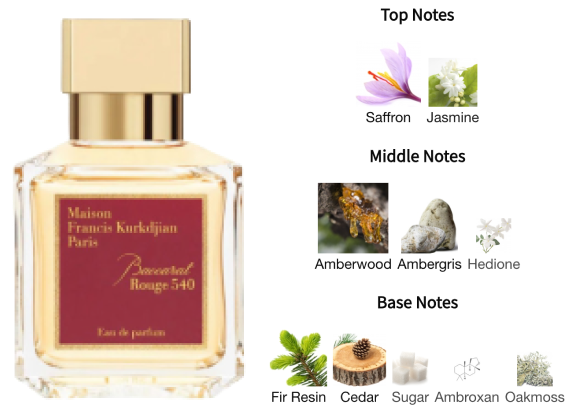 Maison
Francis Kurkdjian
Paris
Baccarat
Rouge 540
Eau de parfum
Top Notes
Saffron Jasmine
Middle Notes
Amberwood Ambergris Hedione
Base Notes
Fir Resin Cedar Sugar Ambroxan Oakmoss